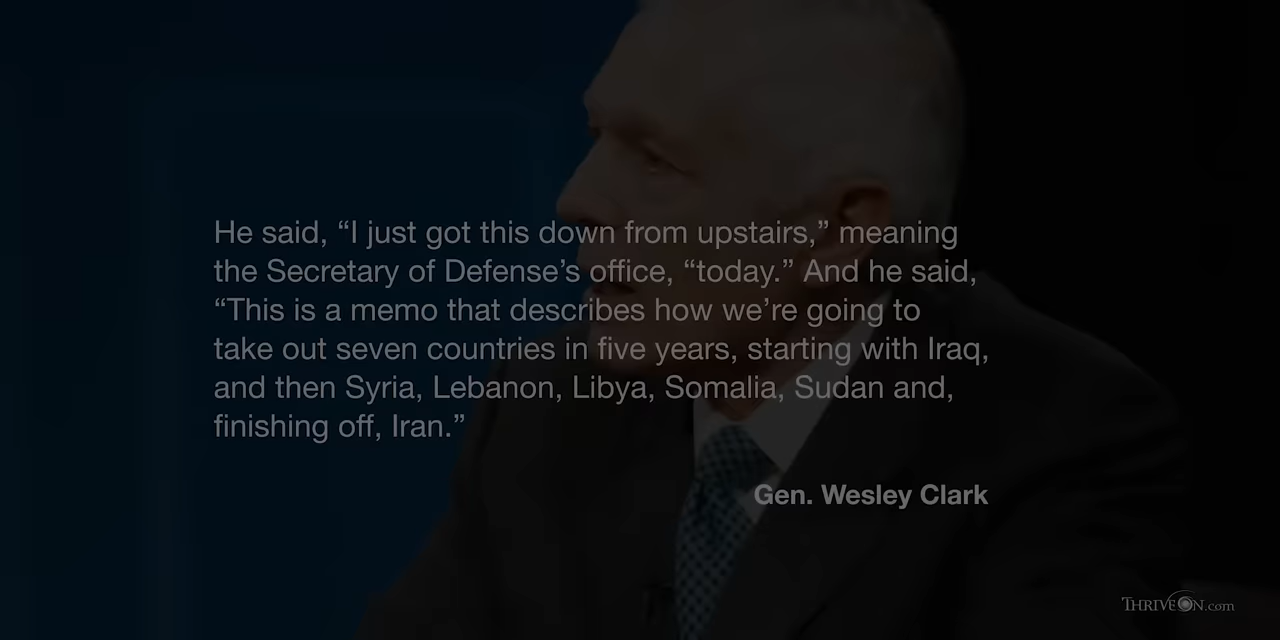 He said, “I just got this down from upstairs,” meaning
the Secretary of Defense’s office, “today.” And he said,
“This is a memo that describes how we’re going to
take out seven countries in five years, starting with Iraq,
and then Syria, Lebanon, Libya, Somalia, Sudan and,
finishing off, Iran.”
Gen. Wesley Clark
THRIVEON.com